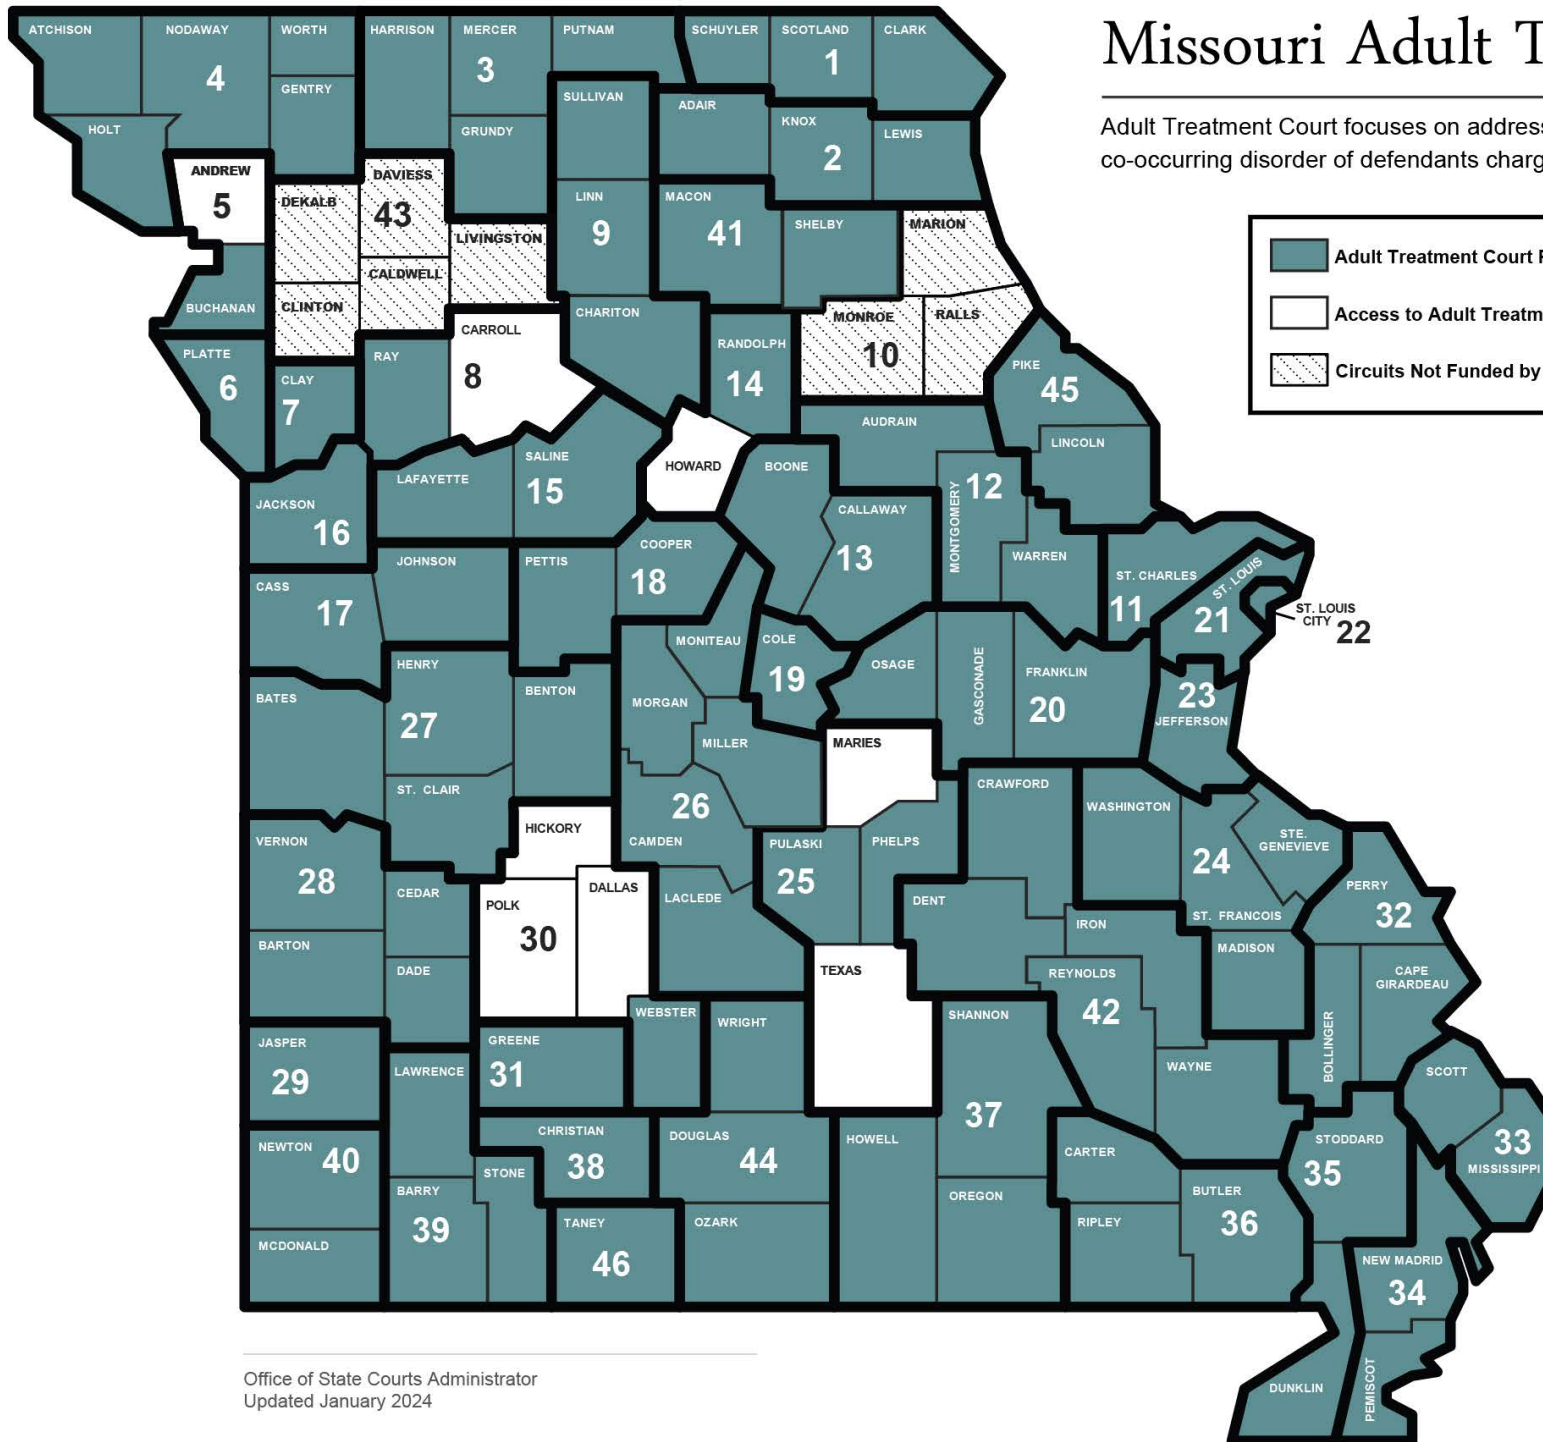 Missouri Adult T
Adult Treatment Court focuses on address
co-occurring disorder of defendants charg
Adult Treatment Court
Access to Adult Treatm
Circuits Not Funded by
ATCHISON
NODAWAY
WORTH
HARRISON
MERCER
PUTNAM
SCHUYLER
SCOTLAND
CLARK
4
3
1
GENTRY
SULLIVAN
ADAIR
KNOX
LEWIS
HOLT
GRUNDY
2
ANDREW
5
DEKALB
DAVIESS
43
LINN
9
MACON
41
SHELBY
MARION
LIVINGSTON
CALDWELL
BUCHANAN
CLINTON
CHARITON
MONROE
RALLS
10
CARROLL
8
RANDOLPH
14
PLATTE
6
RAY
PIKE
45
CLAY
7
AUDRAIN
LINCOLN
HOWARD
BOONE
SALINE
15
LAFAYETTE
12
MONTGOMERY
JACKSON
16
CALLAWAY
13
WARREN
COOPER
18
JOHNSON
PETTIS
CASS
17
ST. CHARLES
11
ST. LOUIS
21
ST. LOUIS
CITY 22
MONITEAU
COLE
19
OSAGE
GASCONADE
FRANKLIN
20
HENRY
27
BENTON
BATES
MORGAN
MILLER
23
JEFFERSON
MARIES
ST. CLAIR
CRAWFORD
WASHINGTON
26
CAMDEN
HICKORY
VERNON
28
PULASKI
25
PHELPS
STE.
GENEVIEVE
24
CEDAR
DALLAS
LACLEDE
DENT
PERRY
32
POLK
30
ST. FRANCOIS
IRON
BARTON
MADISON
DADE
TEXAS
REYNOLDS
42
CAPE
GIRARDEAU
WEBSTER
WRIGHT
SHANNON
BOLLINGER
JASPER
29
GREENE
31
LAWRENCE
WAYNE
SCOTT
37
CHRISTIAN
38
DOUGLAS
44
HOWELL
CARTER
STODDARD
35
33
MISSISSIPPI
NEWTON
40
STONE
BARRY
39
OREGON
BUTLER
36
TANEY
46
OZARK
RIPLEY
MCDONALD
NEW MADRID
34
DUNKLIN
PEMISCOT
Office of State Courts Administrator
Updated January 2024